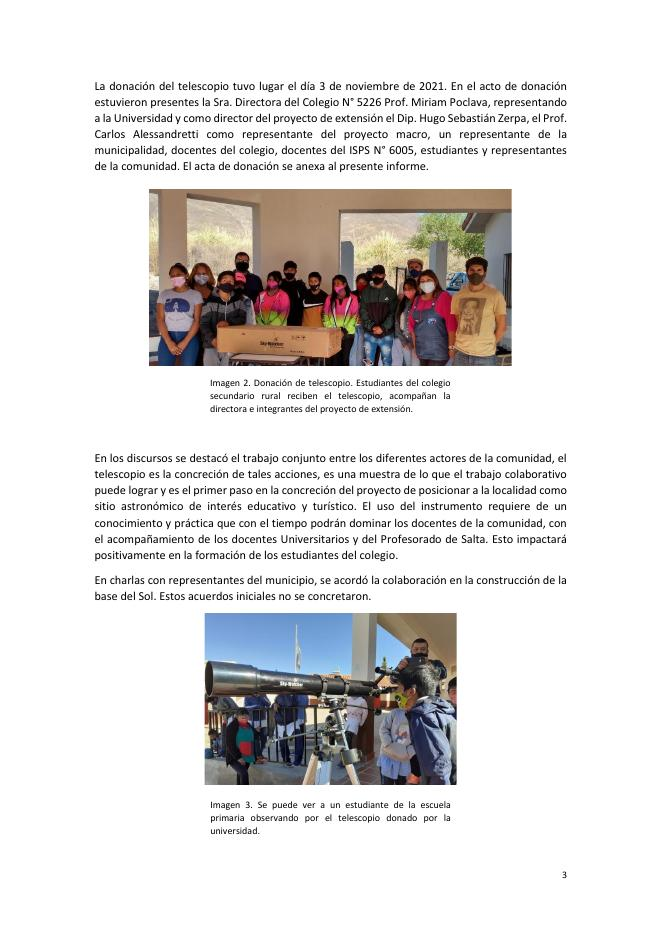 La donación del telescopio tuvo lugar el día 3 de noviembre de 2021. En el acto de donación
estuvieron presentes la Sra. Directora del Colegio N° 5226 Prof. Miriam Poclava, representando
a la Universidad y como director del proyecto de extensión el Dip. Hugo Sebastián Zerpa, el Prof.
Carlos Alessandretti como representante del proyecto macro, un representante de la
municipalidad, docentes del colegio, docentes del ISPS N° 6005, estudiantes y representantes
de la comunidad. El acta de donación se anexa al presente informe.
Sky-Watcher
Imagen 2. Donación de telescopio. Estudiantes del colegio
secundario rural reciben el telescopio, acompañan la
directora e integrantes del proyecto de extensión.
En los discursos se destacó el trabajo conjunto entre los diferentes actores de la comunidad, el
telescopio es la concreción de tales acciones, es una muestra de lo que el trabajo colaborativo
puede lograr y es el primer paso en la concreción del proyecto de posicionar a la localidad como
sitio astronómico de interés educativo y turístico. El uso del instrumento requiere de un
conocimiento y práctica que con el tiempo podrán dominar los docentes de la comunidad, con
el acompañamiento de los docentes Universitarios y del Profesorado de Salta. Esto impactará
positivamente en la formación de los estudiantes del colegio.
En charlas con representantes del municipio, se acordó la colaboración en la construcción de la
base del Sol. Estos acuerdos iniciales no se concretaron.
Sky-Watcher
Imagen 3. Se puede ver a un estudiante de la escuela
primaria observando por el telescopio donado por la
universidad.
3